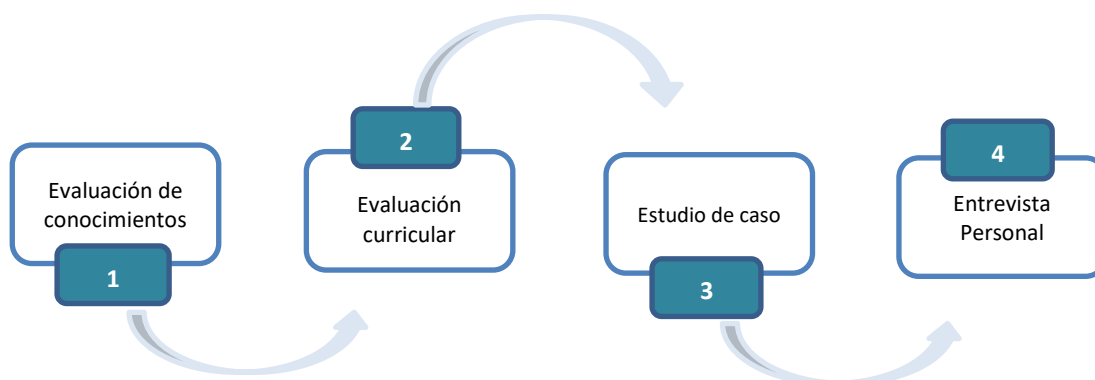 Evaluación de
conocimientos
1
2
Evaluación
curricular
Estudio de caso
3
4
Entrevista
Personal